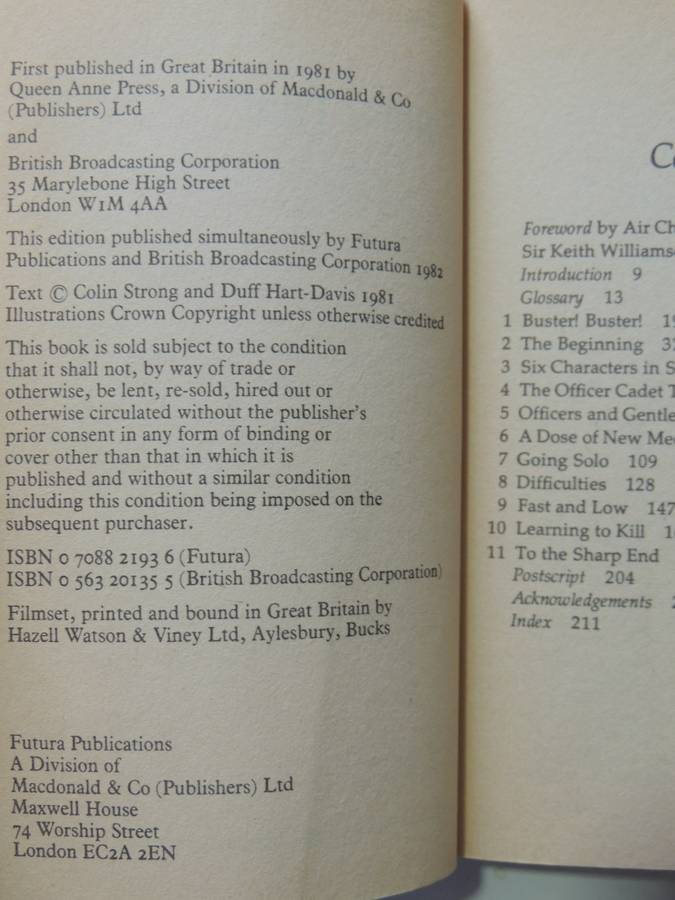 First published in Great Britain in 1981 by
Queen Anne Press, a Division of Macdonald & Co
(Publishers) Ltd
and
British Broadcasting Corporation
35 Marylebone High Street
London W1M 4AA
This edition published simultaneously by Futura
Publications and British Broadcasting Corporation 1982
Text © Colin Strong and Duff Hart-Davis 1981
Illustrations Crown Copyright unless otherwise credited
This book is sold subject to the condition
that it shall not, by way of trade or
otherwise, be lent, re-sold, hired out or
otherwise circulated without the publisher's
prior consent in any form of binding or
cover other than that in which it is
published and without a similar condition
including this condition being imposed on the
subsequent purchaser.
ISBN 0 7088 2193 6 (Futura)
ISBN 0 563 20135 5 (British Broadcasting Corporation)
Filmset, printed and bound in Great Britain by
Hazell Watson & Viney Ltd, Aylesbury, Bucks
Futura Publications
A Division of
Macdonald & Co (Publishers) Ltd
Maxwell House
74 Worship Street
London EC2A 2EN
Foreword by Air
Sir Keith
Introduction 9
Glossary 13
1 Buster! Buster!
2 The Beginning
3 Six Characters in
4 The Officer Cadet
5 Officers and
6 A Dose of New
7 Going Solo 109
8 Difficulties 128
9 Fast and Low 147
10 Learning to Kill
11 To the Sharp End
Postscript 204
Acknowledgements
Index 211